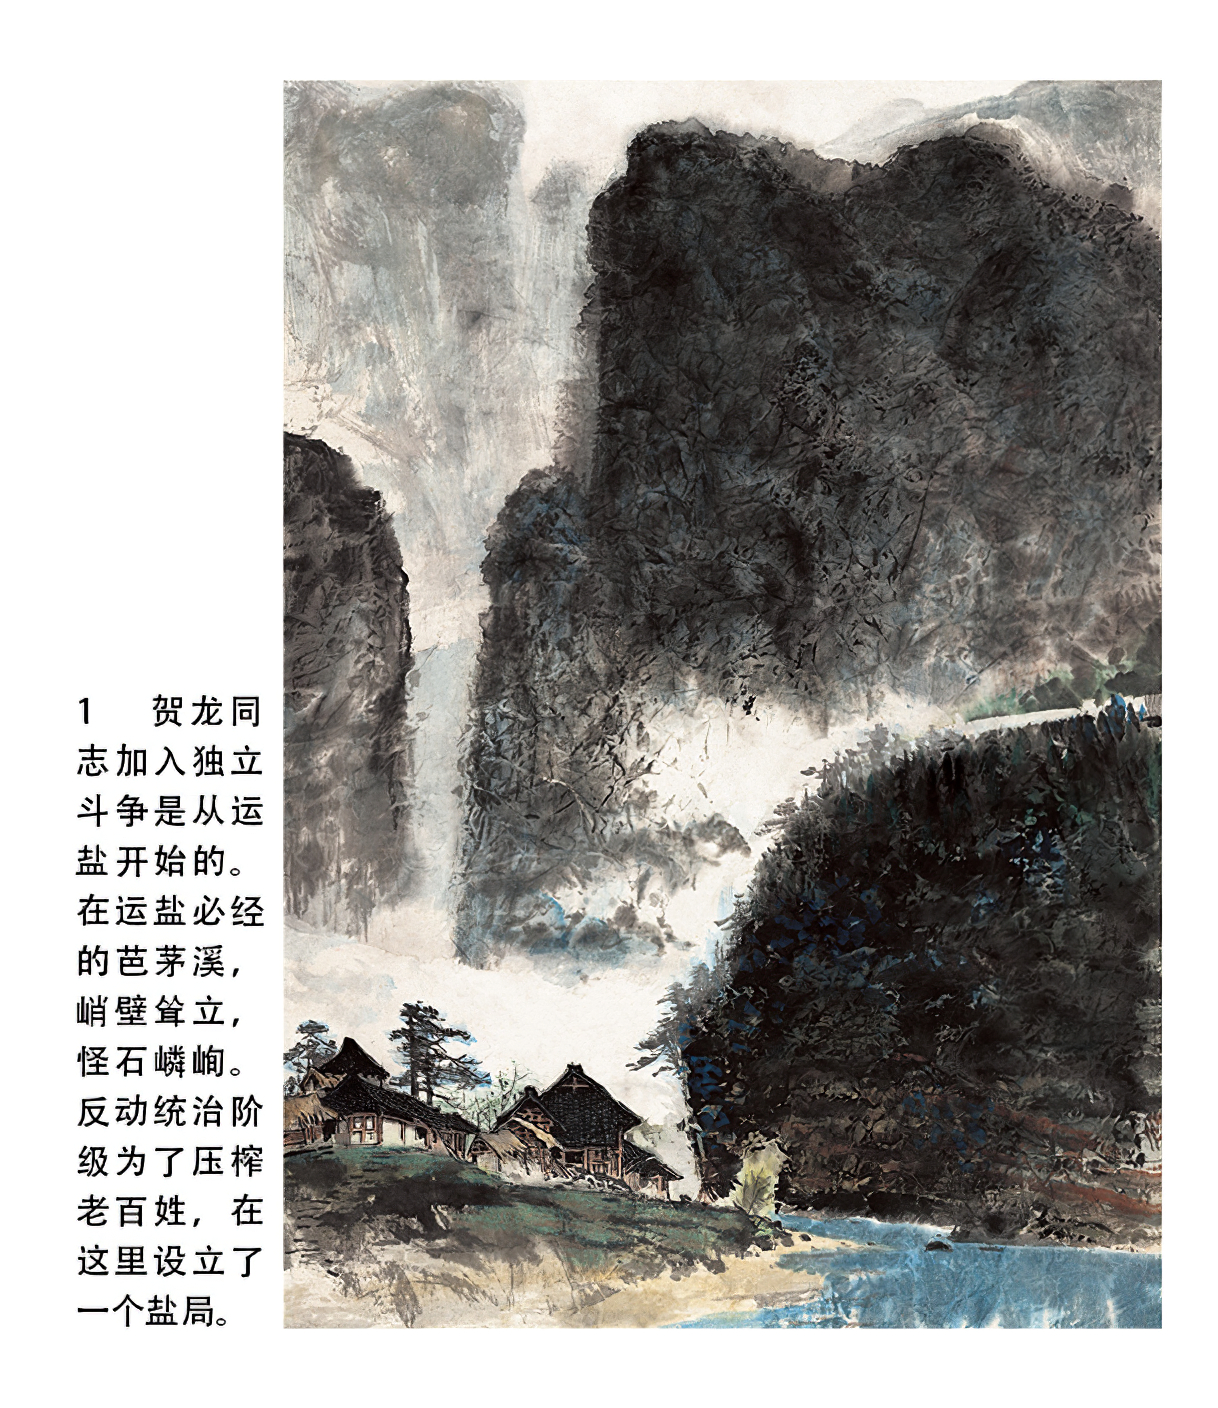 1 贺龙同
志加入独立
斗争是从运
盐开始的。
在运盐必经
的芭茅溪，
峭壁耸立，
怪石嶙峋。
反动统治阶
级为了压榨
老百姓，在
这里设立了
一个盐局。